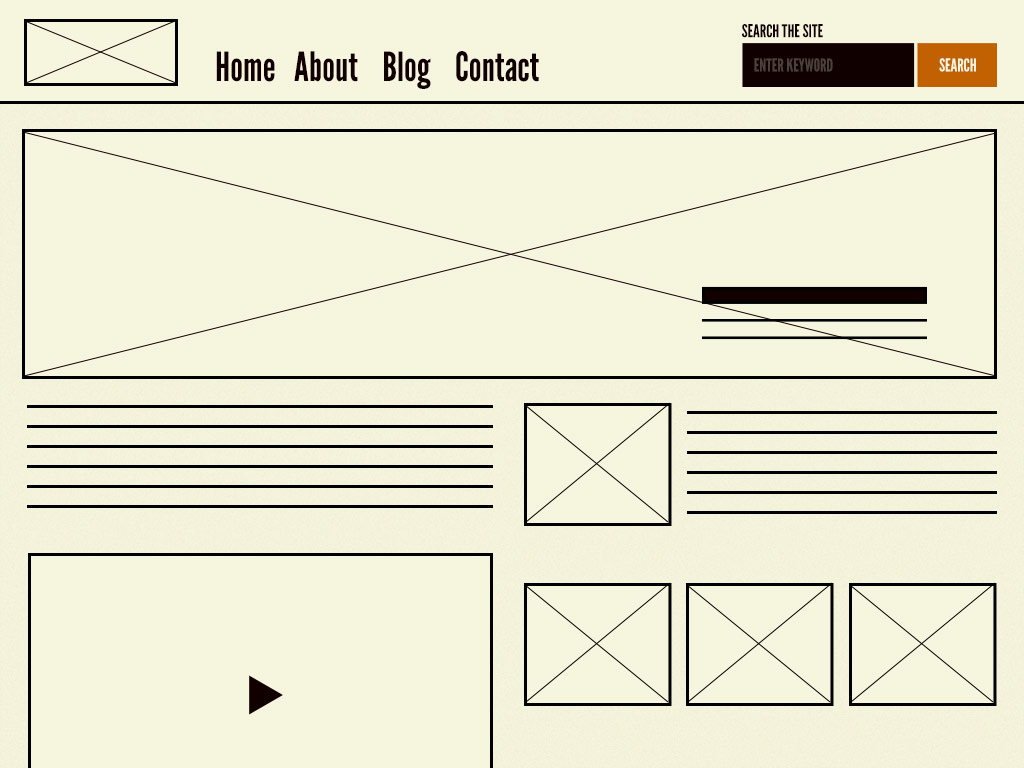 Home About Blog Contact
SEARCH THE SITE
ENTER KEYWORD
SEARCH